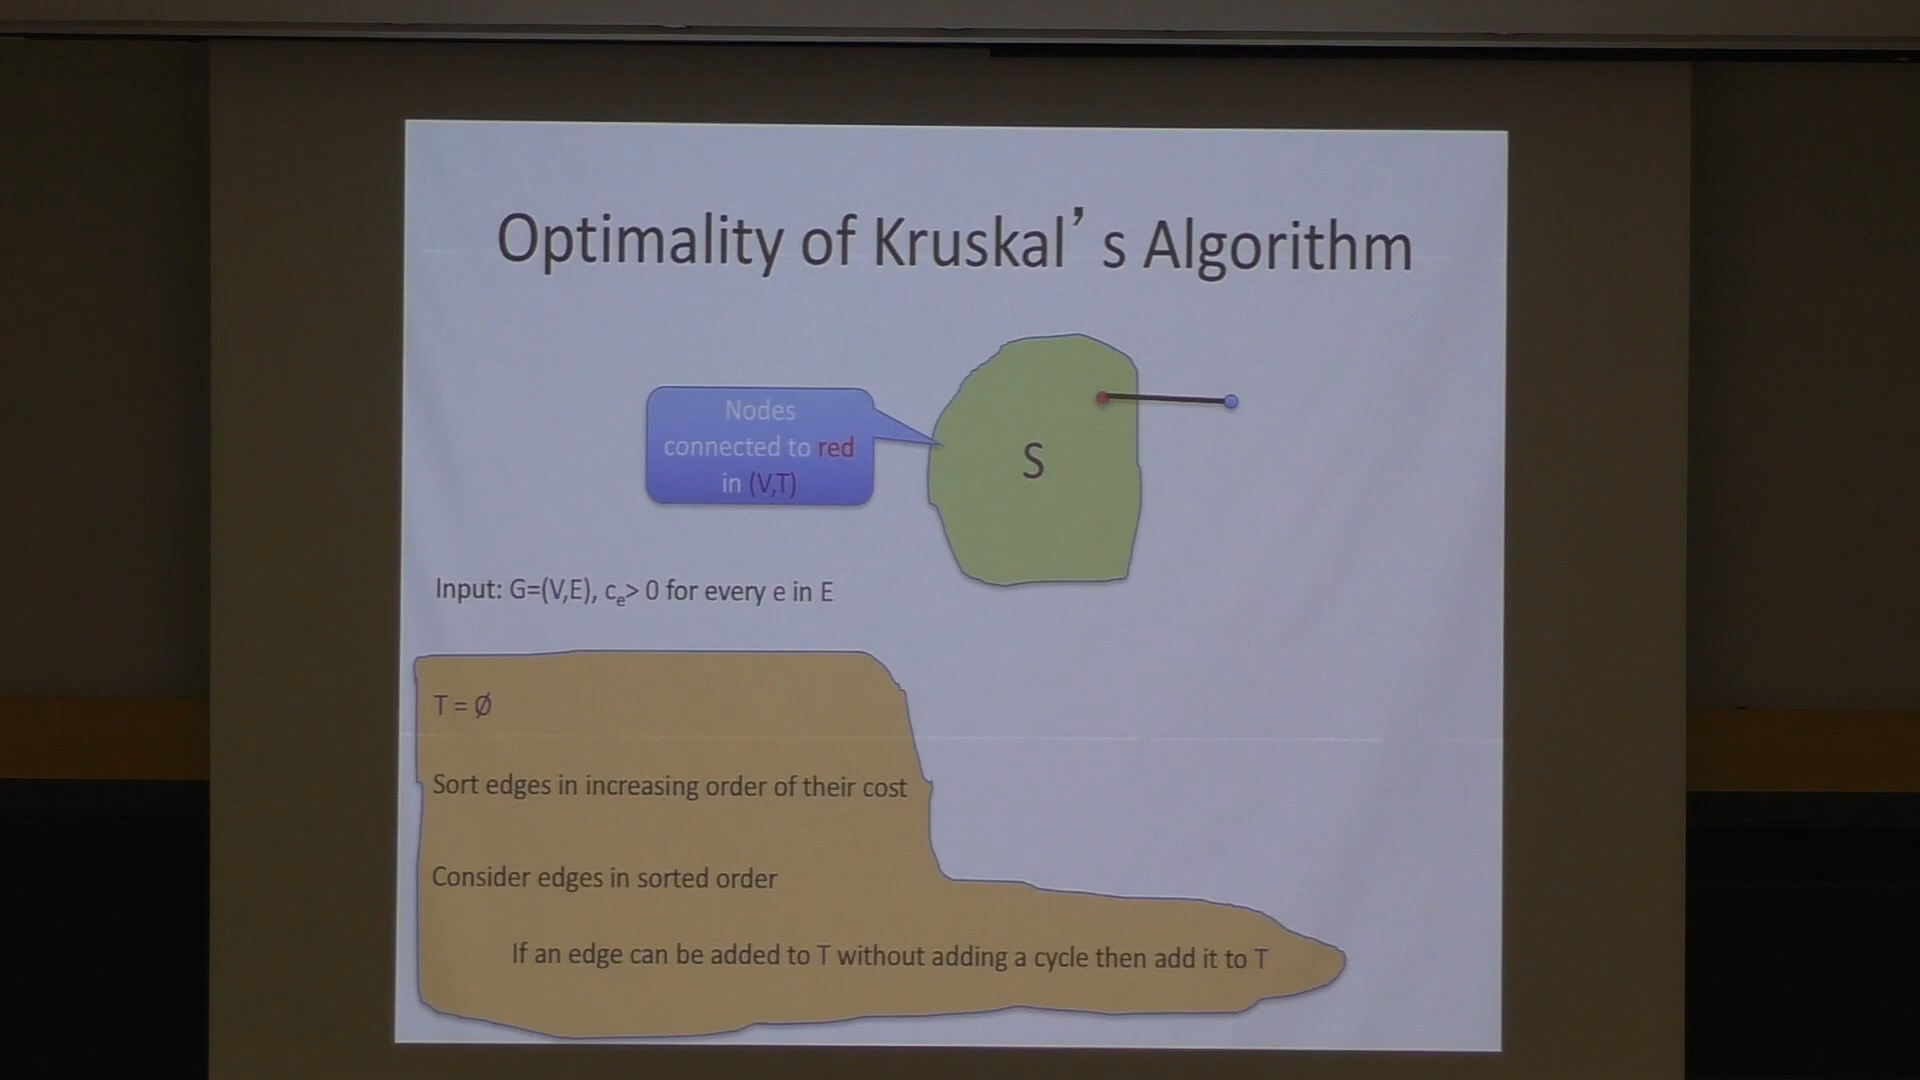 Optimality of Kruskal’s Algorithm
Nodes
connected to red
in (V,T)
S
Input: G=(V,E), ce> 0 for every e in E
T = Ø
Sort edges in increasing order of their cost
Consider edges in sorted order
If an edge can be added to T without adding a cycle then add it to T